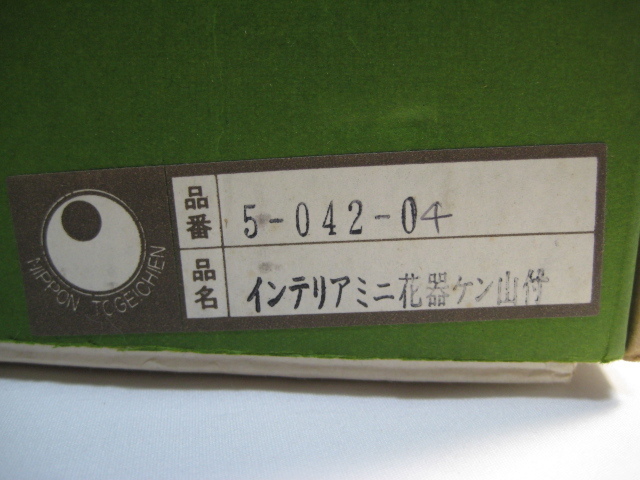 品番 5-042-04
品名 インテリアミニ花器ケン山付
NIPPON TOGEICHIEN